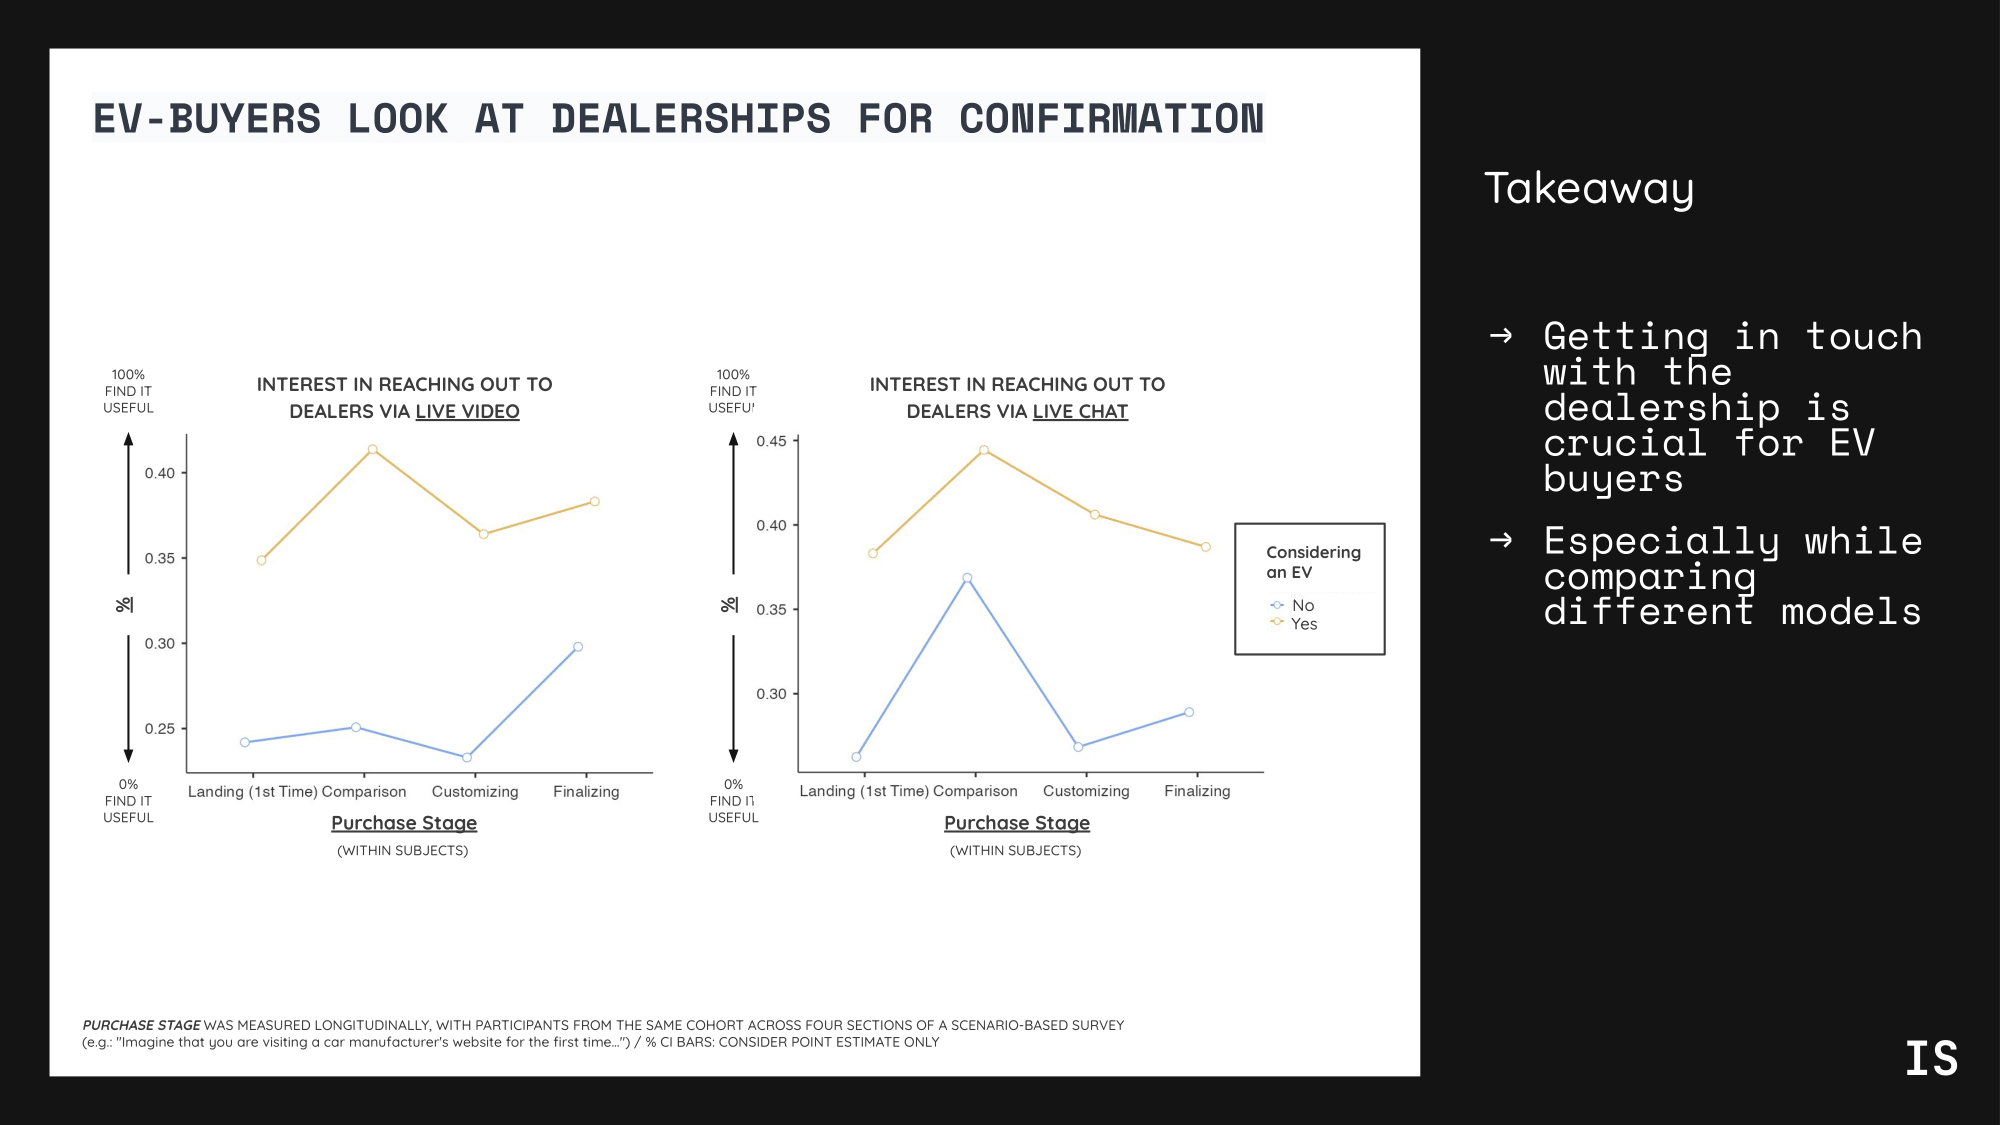 EV-BUYERS LOOK AT DEALERSHIPS FOR CONFIRMATION
100%
FIND IT
USEFUL
INTEREST IN REACHING OUT TO
DEALERS VIA LIVE VIDEO
0.40
0.35
%
0.30
0.25
0%
FIND IT
USEFUL
Landing (1st Time) Comparison Customizing Finalizing
Purchase Stage
(WITHIN SUBJECTS)
100%
FIND IT
USEFU
INTEREST IN REACHING OUT TO
DEALERS VIA LIVE CHAT
0.45
0.40
%
0.35
0.30
0%
FIND IT
USEFUL
Landing (1st Time) Comparison Customizing Finalizing
Purchase Stage
(WITHIN SUBJECTS)
Considering
an EV
No
Yes
PURCHASE STAGE WAS MEASURED LONGITUDINALLY, WITH PARTICIPANTS FROM THE SAME COHORT ACROSS FOUR SECTIONS OF A SCENARIO-BASED SURVEY
(e.g.: "Imagine that you are visiting a car manufacturer's website for the first time…") / % CI BARS: CONSIDER POINT ESTIMATE ONLY
Takeaway
→ Getting in touch
with the
dealership is
crucial for EV
buyers
→ Especially while
comparing
different models
IS